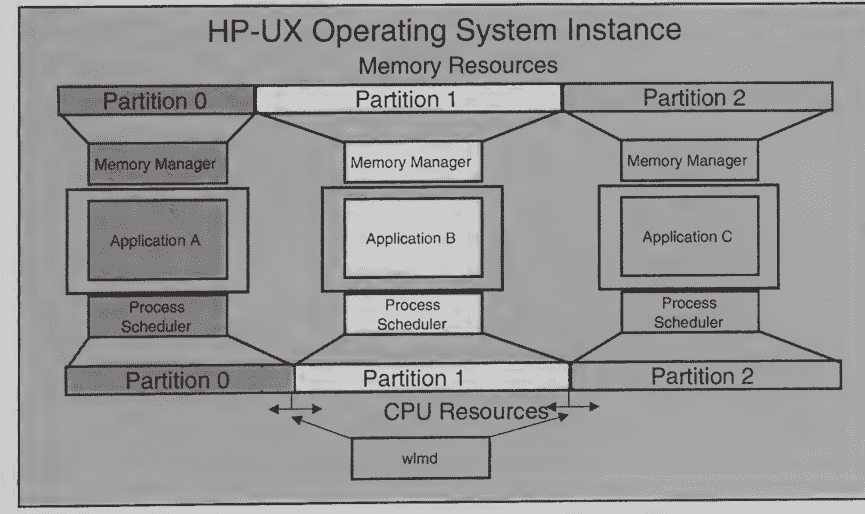 HP-UX Operating System Instance
Memory Resources
Partition 0 Partition 1 Partition 2
Memory Manager Memory Manager Memory Manager
Application A Application B Application C
Process Process Process
Scheduler Scheduler Scheduler
Partition 0 Partition 1 Partition 2
CPU Resources
wlmd